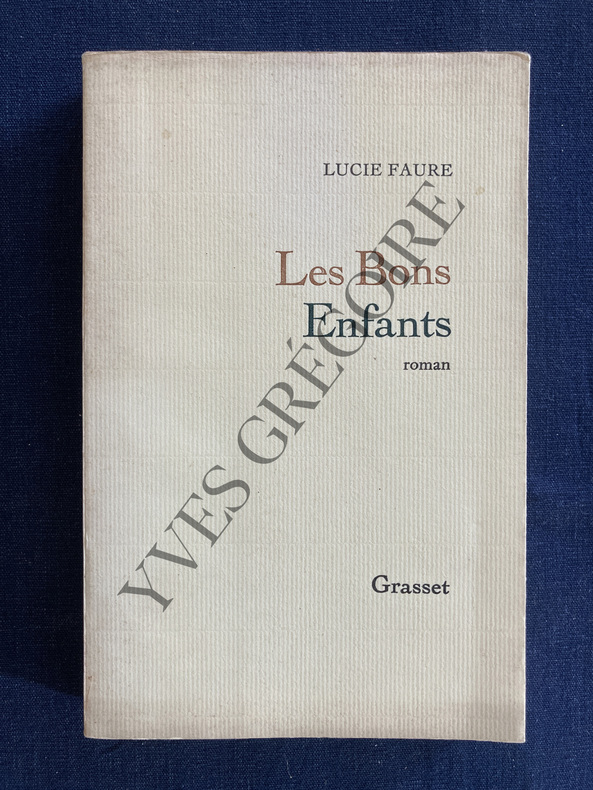 LUCIE FAURE
Les Bons
Enfants
roman
Grasset
YVES GRÉGOIRE